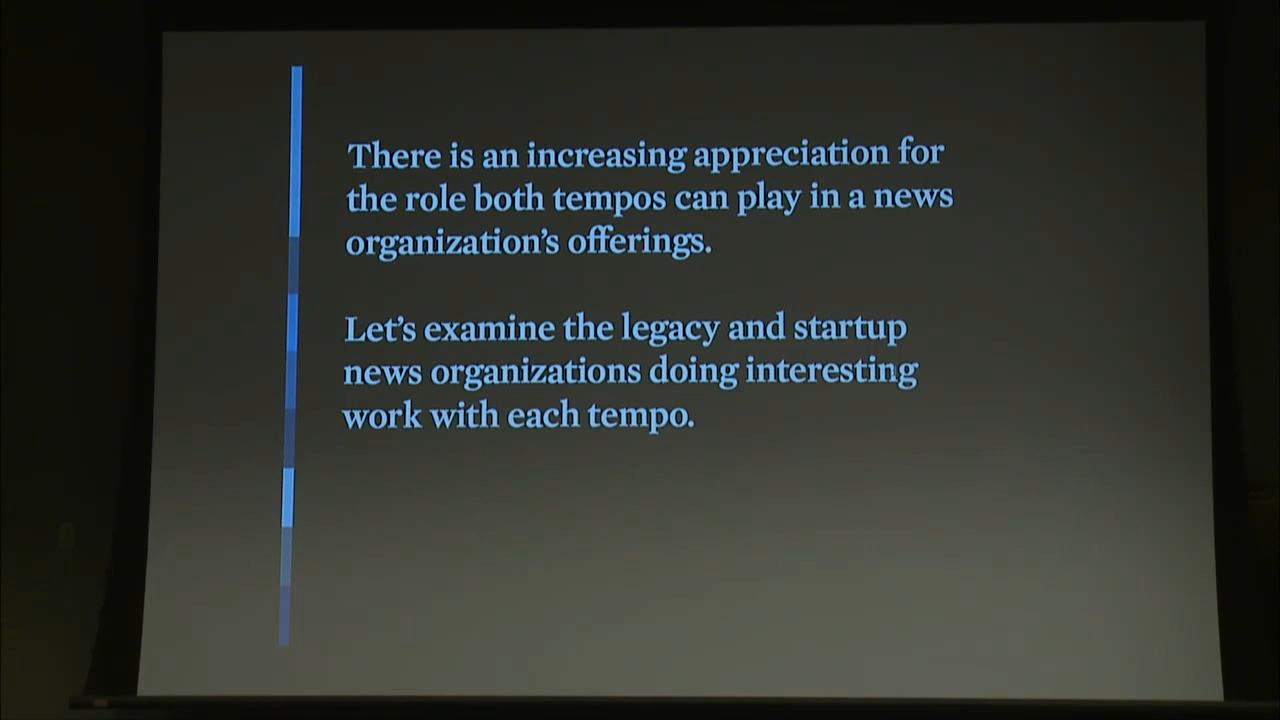 There is an increasing appreciation for
the role both tempos can play in a news
organization's offerings.
Let's examine the legacy and startup
news organizations doing interesting
work with each tempo.